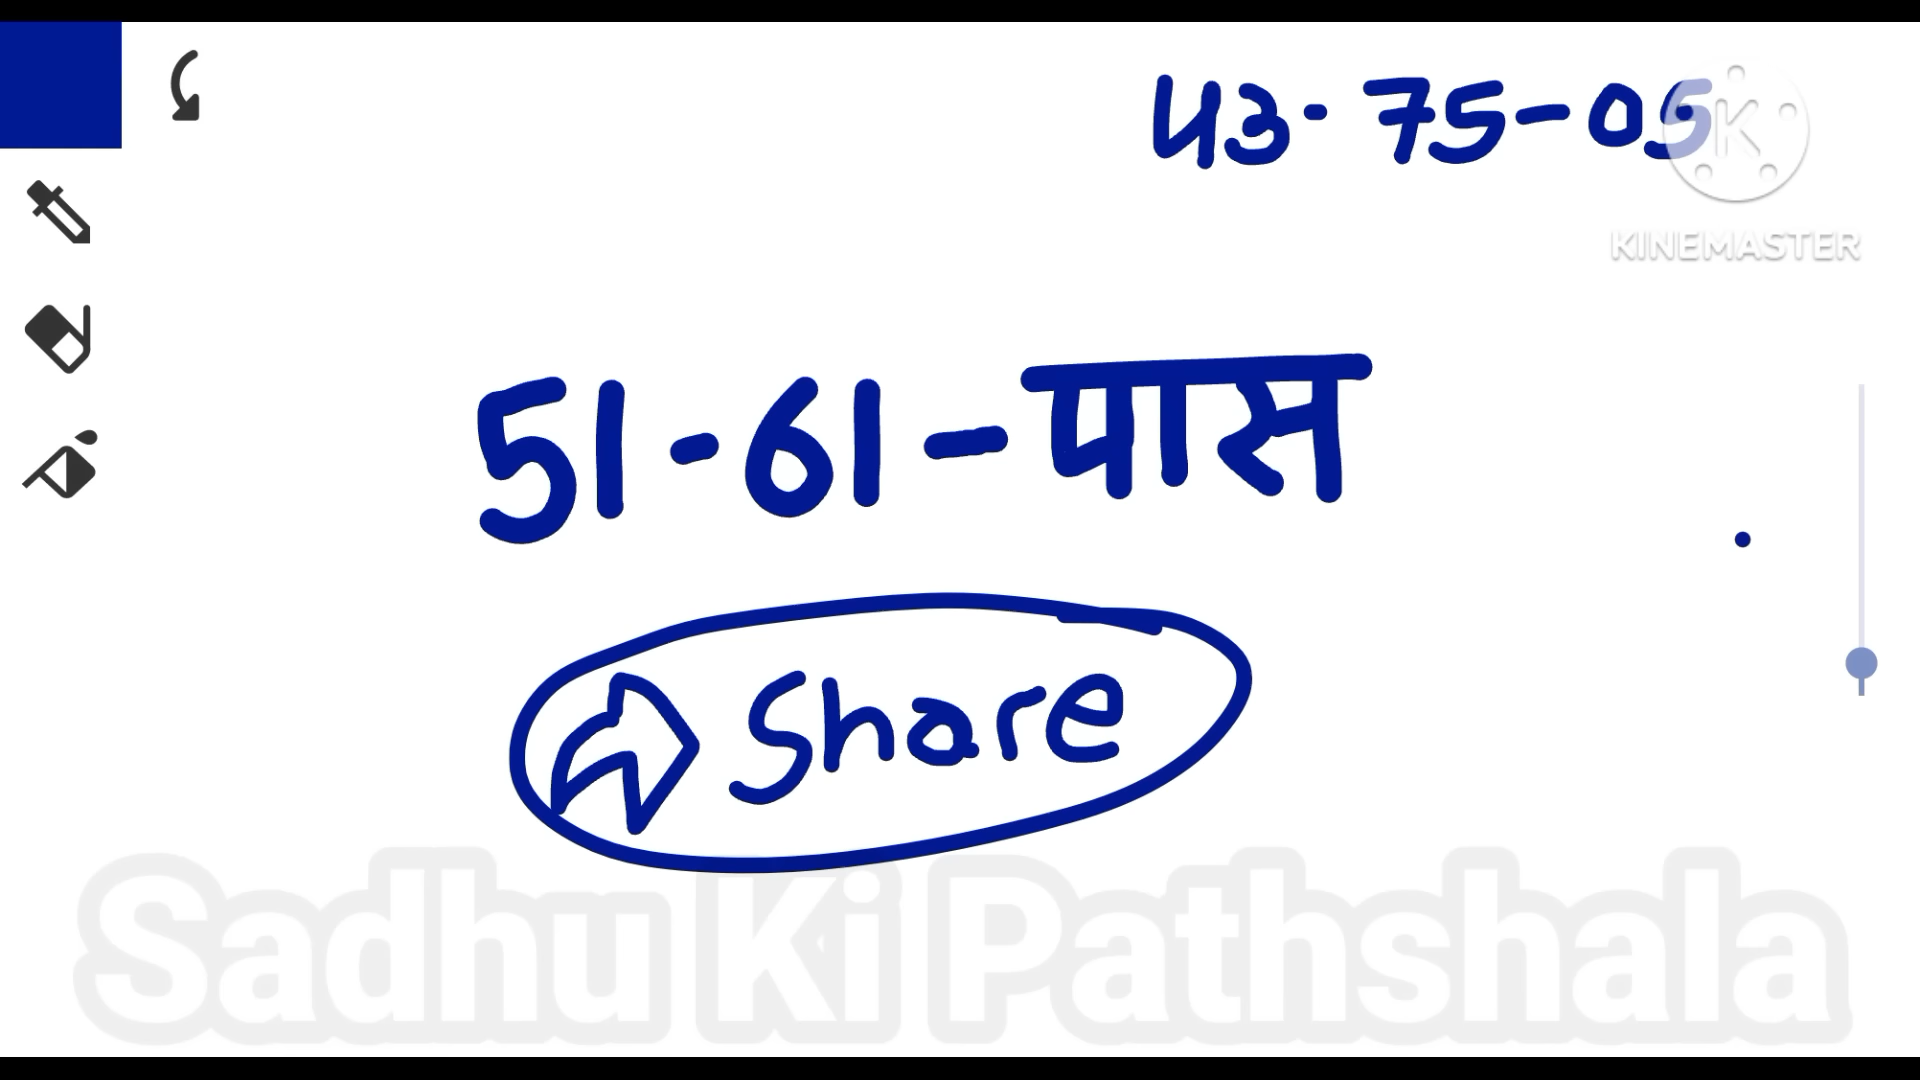 43-75-05
KINEMASTER
51-61-पास
Share
Sadhu Ki Pathshala